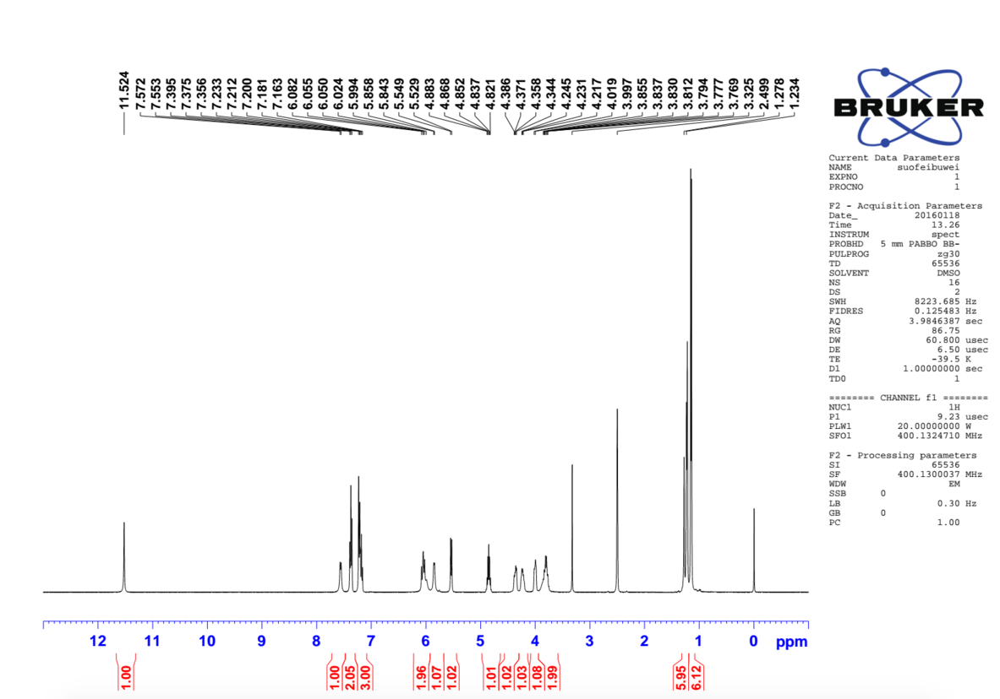 11.524
7.572
7.553
7.395
7.375
7.356
7.233
7.212
7.200
7.181
7.163
6.082
6.055
6.050
6.024
5.994
5.858
5.843
5.549
5.529
4.883
4.868
4.852
4.837
4.821
4.386
4.371
4.358
4.344
4.245
4.231
4.217
4.019
3.997
3.855
3.837
3.830
3.812
3.794
3.777
3.769
3.325
2.499
1.278
1.234
BRUKER
Current Data Parameters
NAME suofeibuwei
EXPNO 1
PROCNO 1
F2 - Acquisition Parameters
Date_ 20160118
Time 13.26
INSTRUM spect
PROBHD 5 mm PABBO BB-
PULPROG zg30
TD 65536
SOLVENT DMSO
NS 16
DS 2
SWH 8223.685 Hz
FIDRES 0.125483 Hz
AQ 3.9846387 sec
RG 86.75
DW 60.800 usec
DE 6.50 usec
TE -39.5 K
D1 1.00000000 sec
TD0 1
======== CHANNEL f1 ========
NUC1 1H
P1 9.23 usec
PLW1 20.00000000 W
SFO1 400.1324710 MHz
F2 - Processing parameters
SI 65536
SF 400.1300037 MHz
WDW EM
SSB 0
LB 0.30 Hz
GB 0
PC 1.00
12 11 10 9 8 7 6 5 4 3 2 1 0 ppm
1.00
1.00
2.05
3.00
1.96
1.07
1.02
1.01
1.02
1.03
1.08
1.99
5.95
6.12